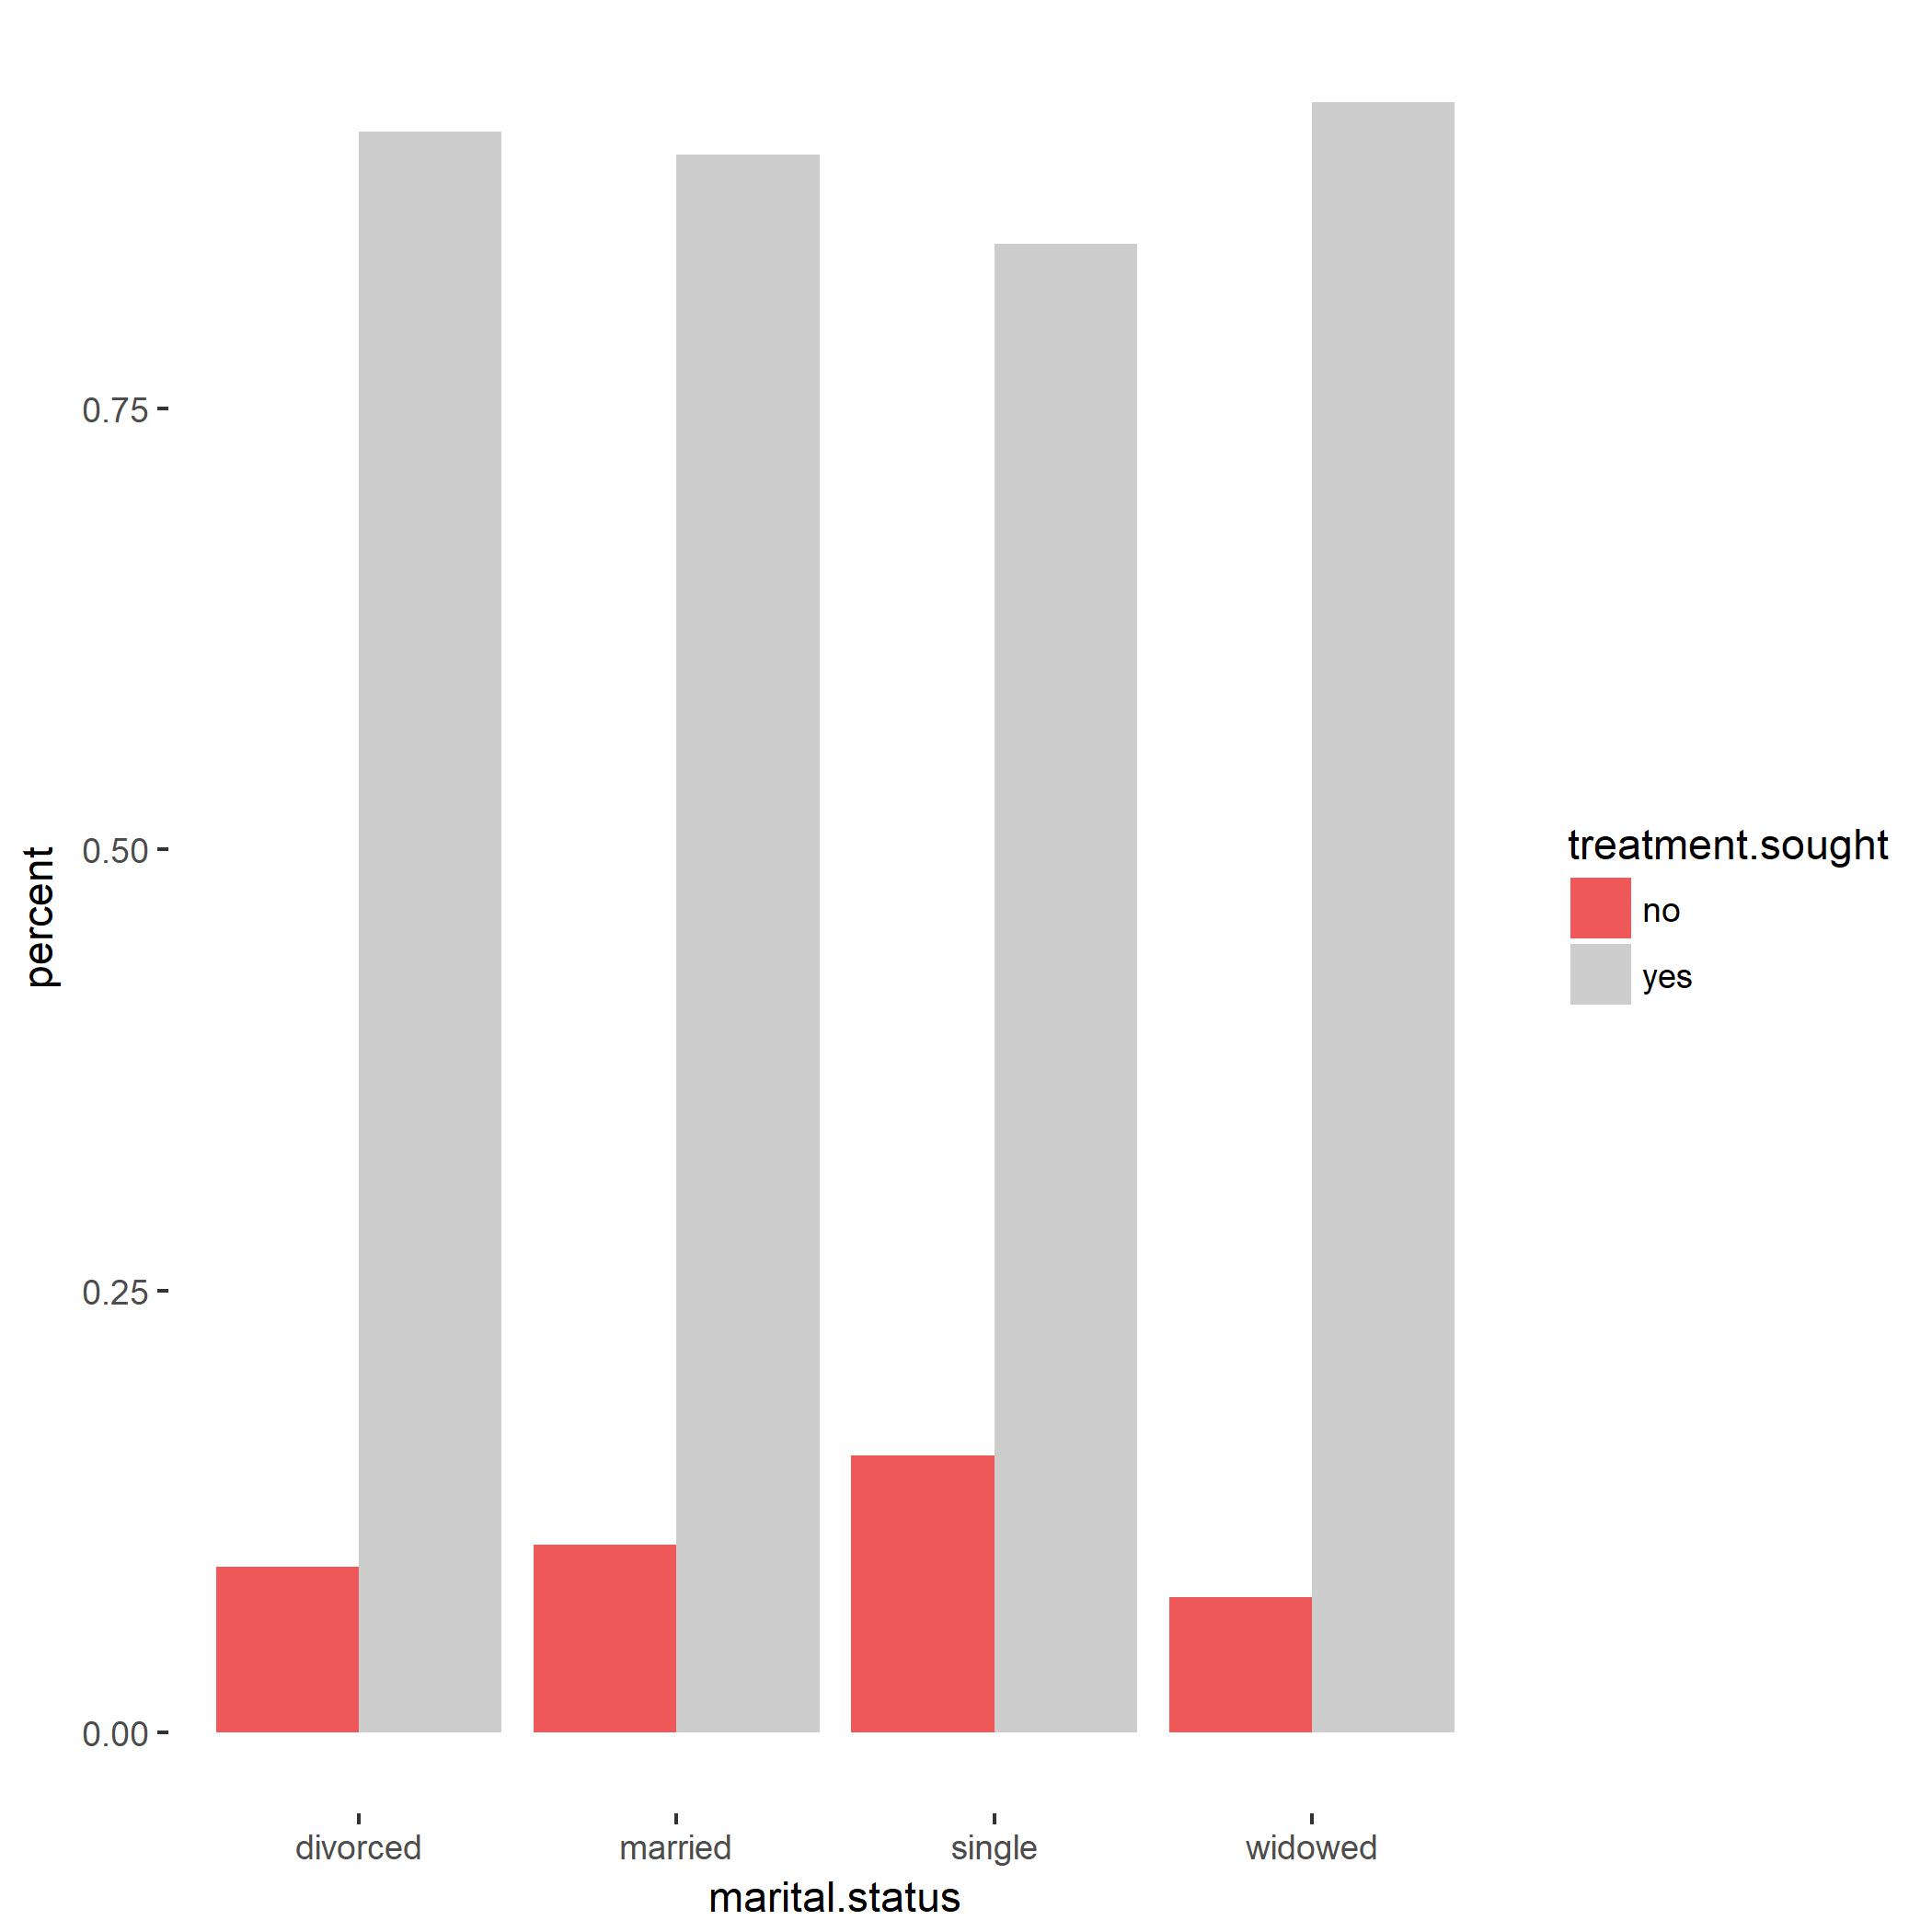 percent
0.75
0.50
0.25
0.00
divorced married single widowed
marital.status
treatment.sought
no
yes